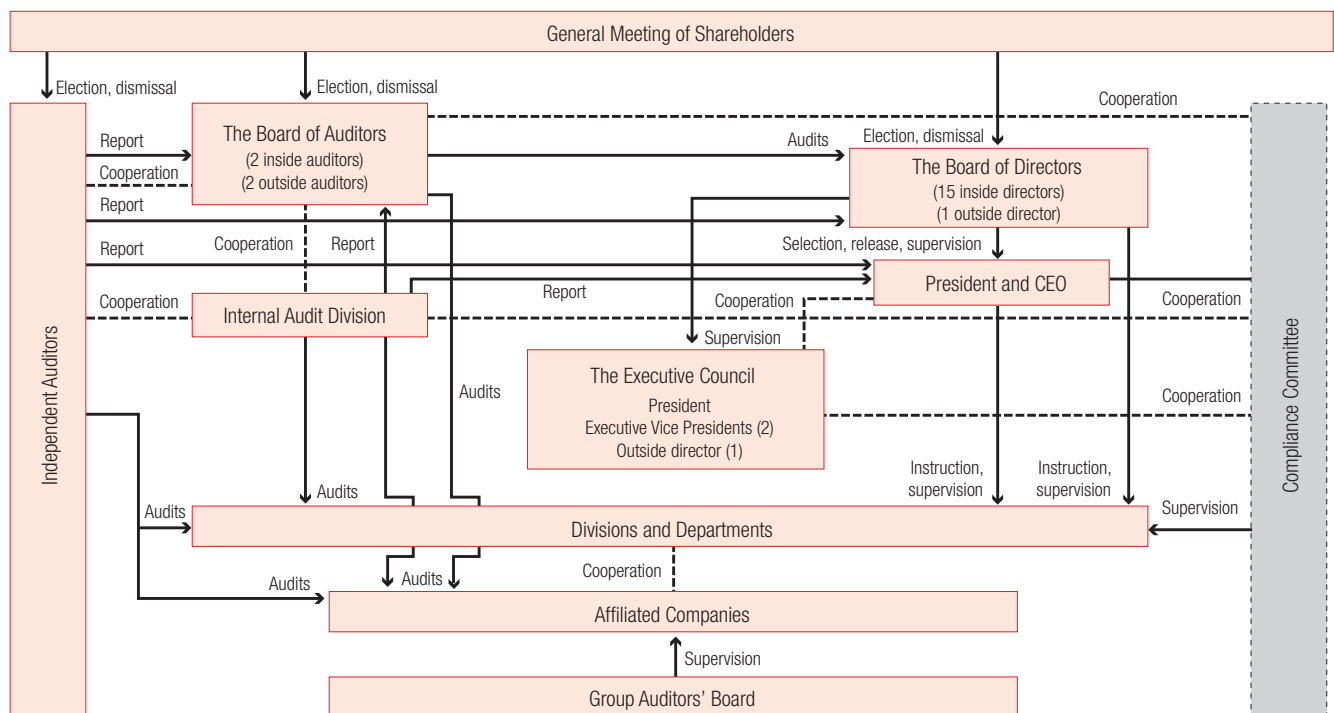 General Meeting of Shareholders
Election, dismissal
Election, dismissal
Election, dismissal
Cooperation
The Board of Auditors
(2 inside auditors)
(2 outside auditors)
Report
Cooperation
Audits
The Board of Directors
(15 inside directors)
(1 outside director)
Report
Cooperation
Report
Selection, release, supervision
Report
President and CEO
Report
Cooperation
Cooperation
Cooperation
Internal Audit Division
Supervision
The Executive Council
President
Executive Vice Presidents (2)
Outside director (1)
Audits
Cooperation
Independent Auditors
Compliance Committee
Instruction,
supervision
Instruction,
supervision
Audits
Audits
Supervision
Divisions and Departments
Cooperation
Audits
Audits
Affiliated Companies
Supervision
Group Auditors' Board